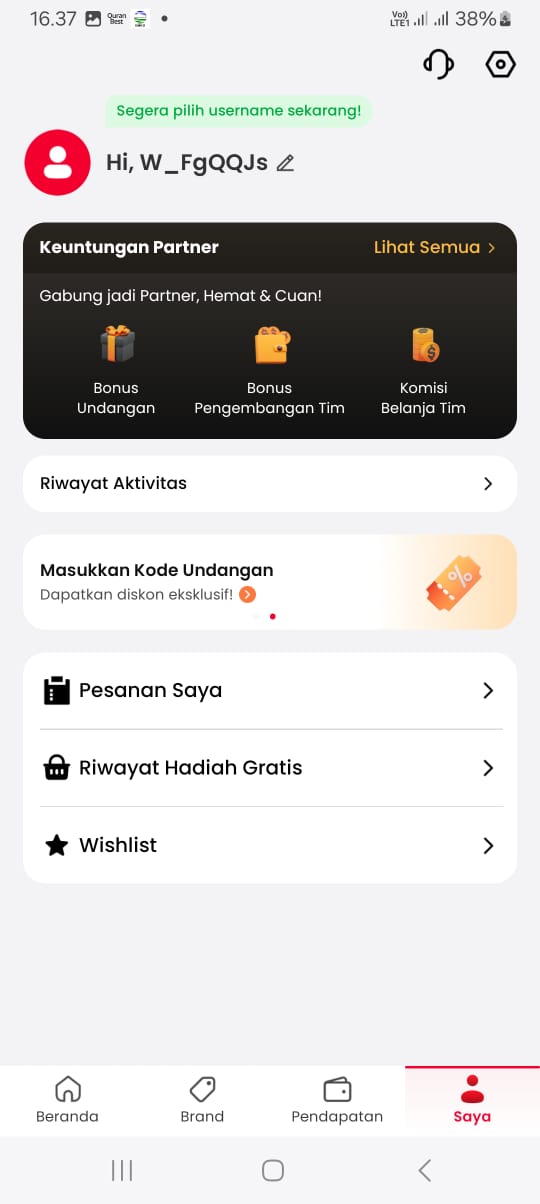 16.37 Quran Best Vo)) LTE1 38%
Segera pilih username sekarang!
Hi, W_FgQQJs
Keuntungan Partner Lihat Semua >
Gabung jadi Partner, Hemat & Cuan!
Bonus Undangan
Bonus Pengembangan Tim
Komisi Belanja Tim
Riwayat Aktivitas
Masukkan Kode Undangan
Dapatkan diskon eksklusif!
%
Pesanan Saya
Riwayat Hadiah Gratis
Wishlist
Beranda Brand Pendapatan Saya